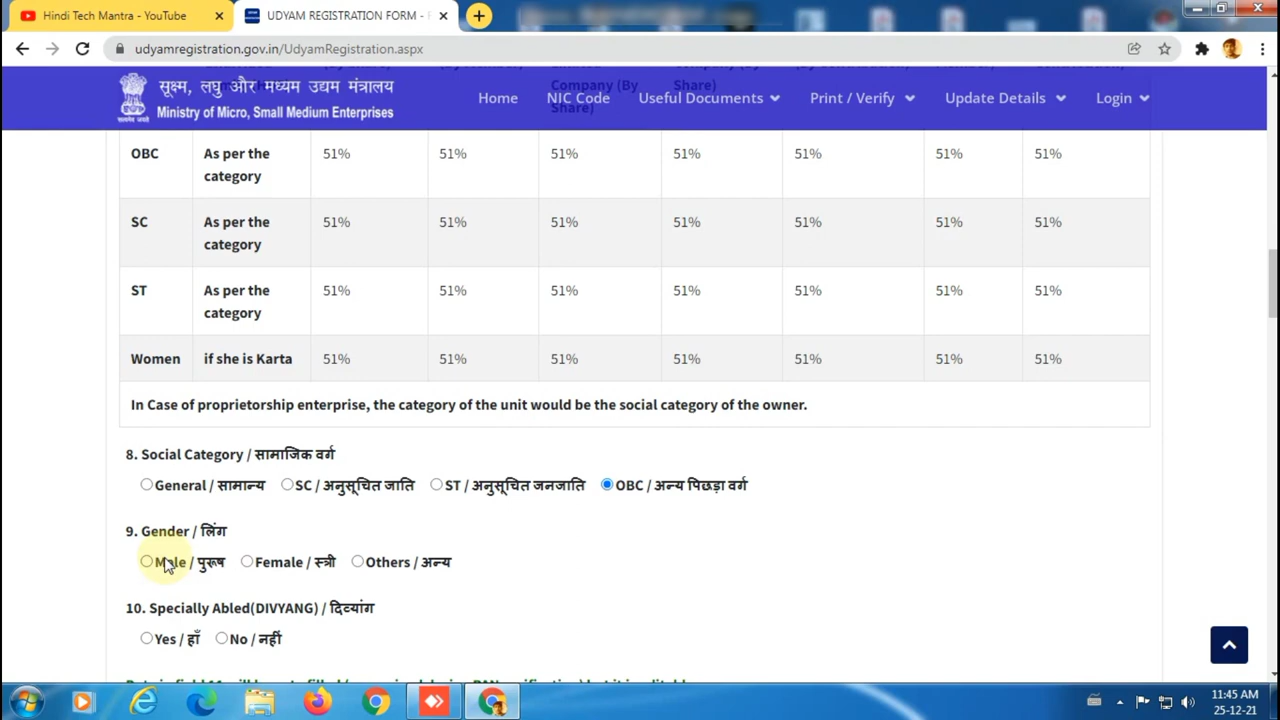 Hindi Tech Mantra - YouTube
UDYAM REGISTRATION FORM -
udyamregistration.gov.in/UdyamRegistration.aspx
सूक्ष्म, लघु और मध्यम उद्यम मंत्रालय
Ministry of Micro, Small Medium Enterprises
Company (By Share)
Share)
Home NIC Code Useful Documents Print / Verify Update Details Login
OBC As per the category 51% 51% 51% 51% 51% 51% 51%
SC As per the category 51% 51% 51% 51% 51% 51% 51%
ST As per the category 51% 51% 51% 51% 51% 51% 51%
Women if she is Karta 51% 51% 51% 51% 51% 51% 51%
In Case of proprietorship enterprise, the category of the unit would be the social category of the owner.
8. Social Category / सामाजिक वर्ग
General / सामान्य SC / अनुसूचित जाति ST / अनुसूचित जनजाति OBC / अन्य पिछड़ा वर्ग
9. Gender / लिंग
Male / पुरूष Female / स्त्री Others / अन्य
10. Specially Abled(DIVYANG) / दिव्यांग
Yes / हाँ No / नहीं
11:45 AM
25-12-21